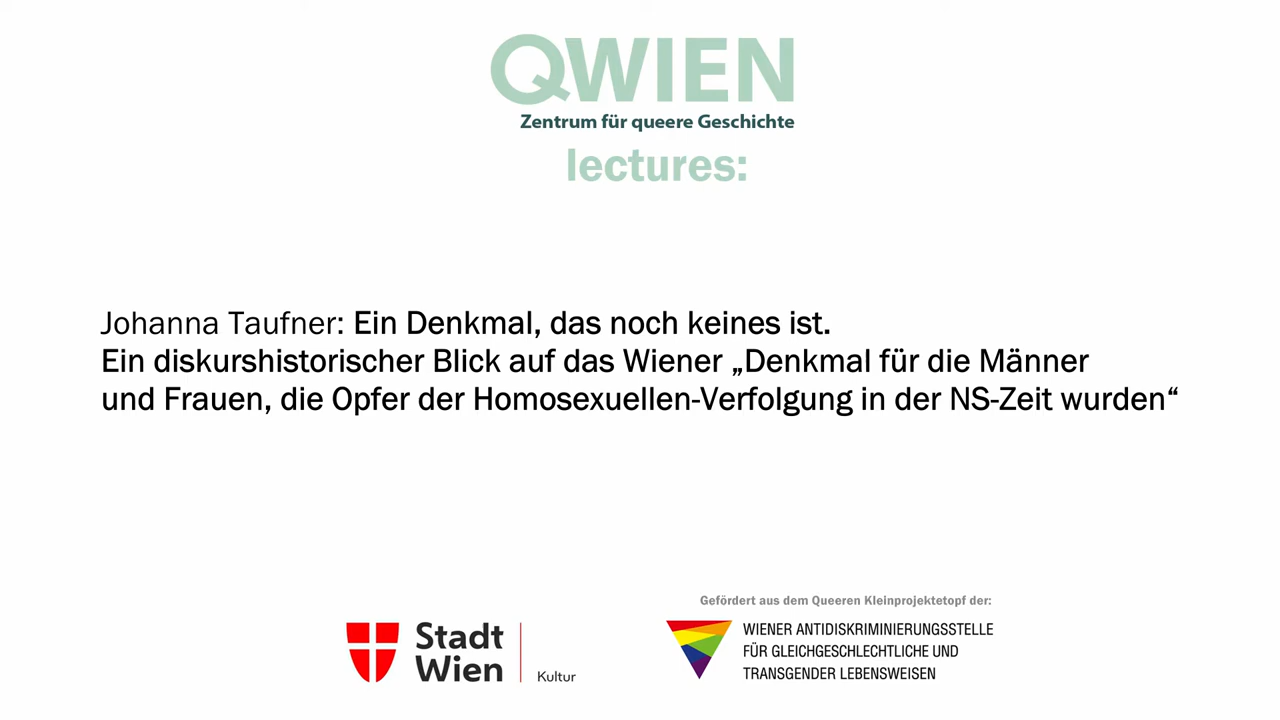 QWIEN
Zentrum für queere Geschichte
lectures:
Johanna Taufner: Ein Denkmal, das noch keines ist.
Ein diskurshistorischer Blick auf das Wiener „Denkmal für die Männer
und Frauen, die Opfer der Homosexuellen-Verfolgung in der NS-Zeit wurden“
Stadt
Wien
Kultur
Gefördert aus dem Queeren Kleinprojektetopf der:
WIENER ANTIDISKRIMINIERUNGSSTELLE
FÜR GLEICHGESCHLECHTLICHE UND
TRANSGENDER LEBENSWEISEN